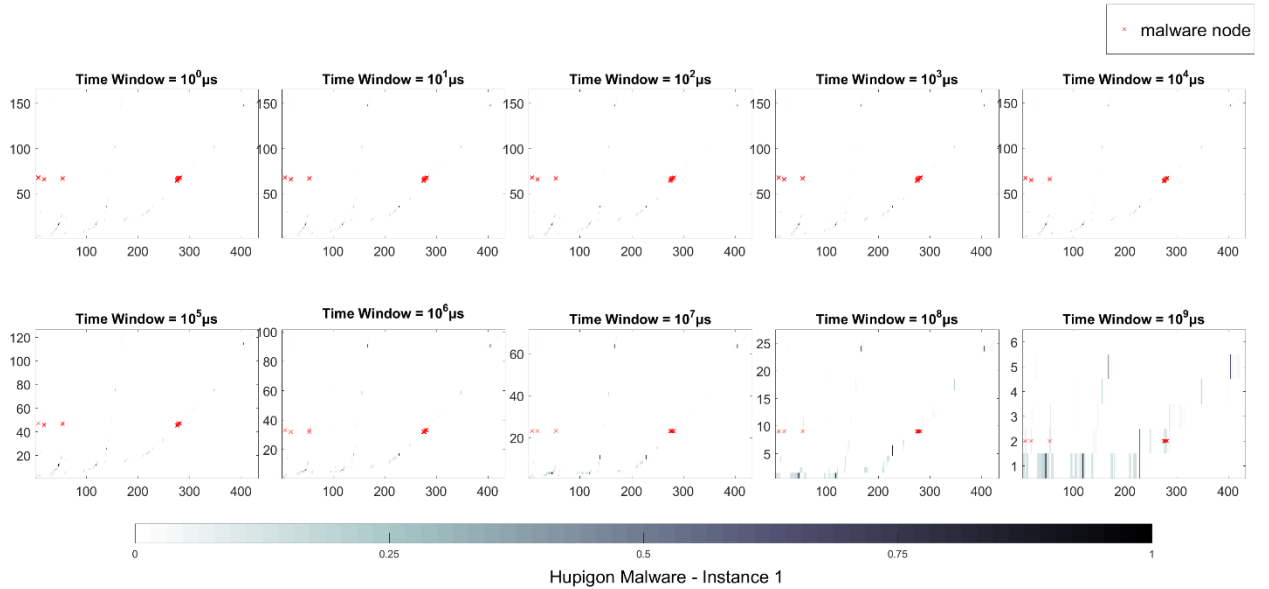 malware node
Time Window = 10⁰µs
Time Window = 10¹µs
Time Window = 10²µs
Time Window = 10³µs
Time Window = 10⁴µs
150
100
50
100 200 300 400
150
100
50
100 200 300 400
150
100
50
100 200 300 400
150
100
50
100 200 300 400
150
100
50
100 200 300 400
Time Window = 10⁵µs
Time Window = 10⁶µs
Time Window = 10⁷µs
Time Window = 10⁸µs
Time Window = 10⁹µs
120
100
80
60
40
20
100 200 300 400
100
80
60
40
20
100 200 300 400
60
40
20
100 200 300 400
25
20
15
10
5
100 200 300 400
6
5
4
3
2
1
100 200 300 400
0 0.25 0.5 0.75 1
Hupigon Malware - Instance 1